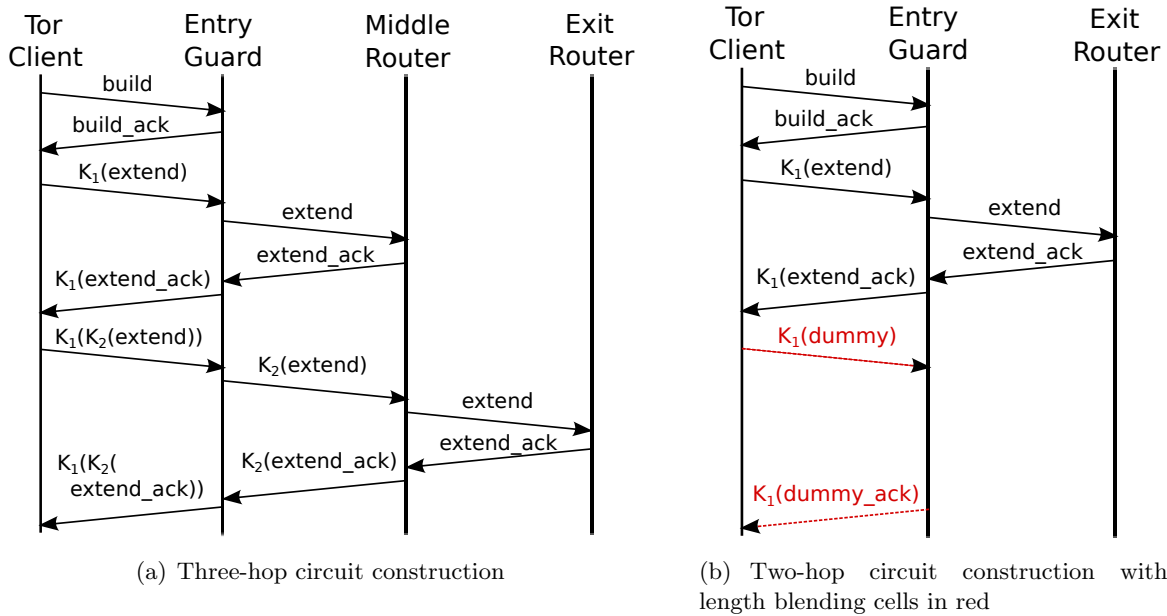 Tor Client
Entry Guard
Middle Router
Exit Router
build
build_ack
K₁(extend)
extend
extend_ack
K₁(extend_ack)
K₁(K₂(extend))
K₂(extend)
extend
extend_ack
K₂(extend_ack)
K₁(K₂(
extend_ack))
(a) Three-hop circuit construction
Tor Client
Entry Guard
Exit Router
build
build_ack
K₁(extend)
extend
extend_ack
K₁(extend_ack)
K₁(dummy)
K₁(dummy_ack)
(b) Two-hop circuit construction with
length blending cells in red